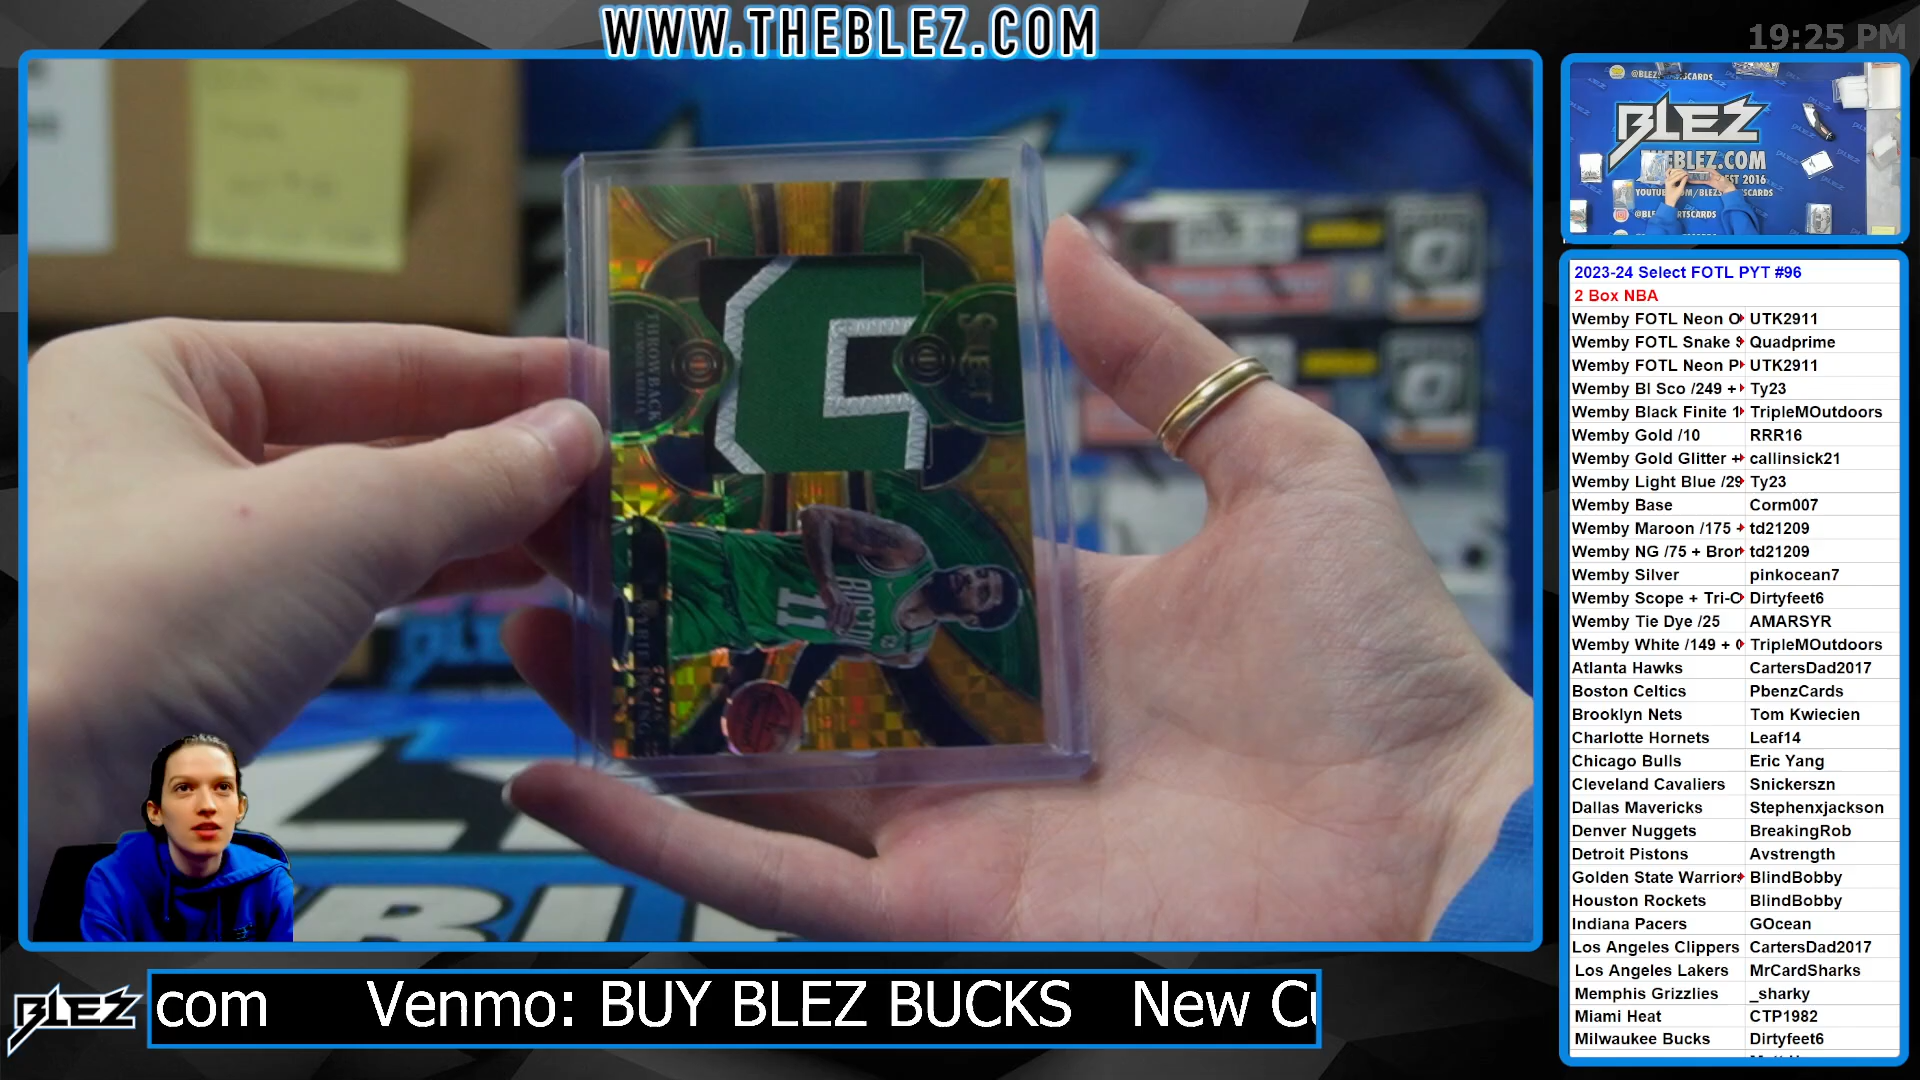 WWW.THEBLEZ.COM
19:25 PM
BLEZ
THEBLEZ.COM
2023-24 Select FOTL PYT #96
2 Box NBA
Wemby FOTL Neon O UTK2911
Wemby FOTL Snake S Quadprime
Wemby FOTL Neon P UTK2911
Wemby Bl Sco /249 + Ty23
Wemby Black Finite 1 TripleMOutdoors
Wemby Gold /10 RRR16
Wemby Gold Glitter + callinsick21
Wemby Light Blue /29 Ty23
Wemby Base Corm007
Wemby Maroon /175 + td21209
Wemby NG /75 + Bron td21209
Wemby Silver pinkocean7
Wemby Scope + Tri-C Dirtyfeet6
Wemby Tie Dye /25 AMARSYR
Wemby White /149 + TripleMOutdoors
Atlanta Hawks CartersDad2017
Boston Celtics PbenzCards
Brooklyn Nets Tom Kwiecien
Charlotte Hornets Leaf14
Chicago Bulls Eric Yang
Cleveland Cavaliers Snickerszn
Dallas Mavericks Stephenxjackson
Denver Nuggets BreakingRob
Detroit Pistons Avstrength
Golden State Warriors BlindBobby
Houston Rockets BlindBobby
Indiana Pacers GOcean
Los Angeles Clippers CartersDad2017
Los Angeles Lakers MrCardSharks
Memphis Grizzlies _sharky
Miami Heat CTP1982
Milwaukee Bucks Dirtyfeet6
SELECT
THROWBACK
MEMORABILIA
BOSTON
11
KYRIE IRVING
BLEZ
com Venmo: BUY BLEZ BUCKS New Cu